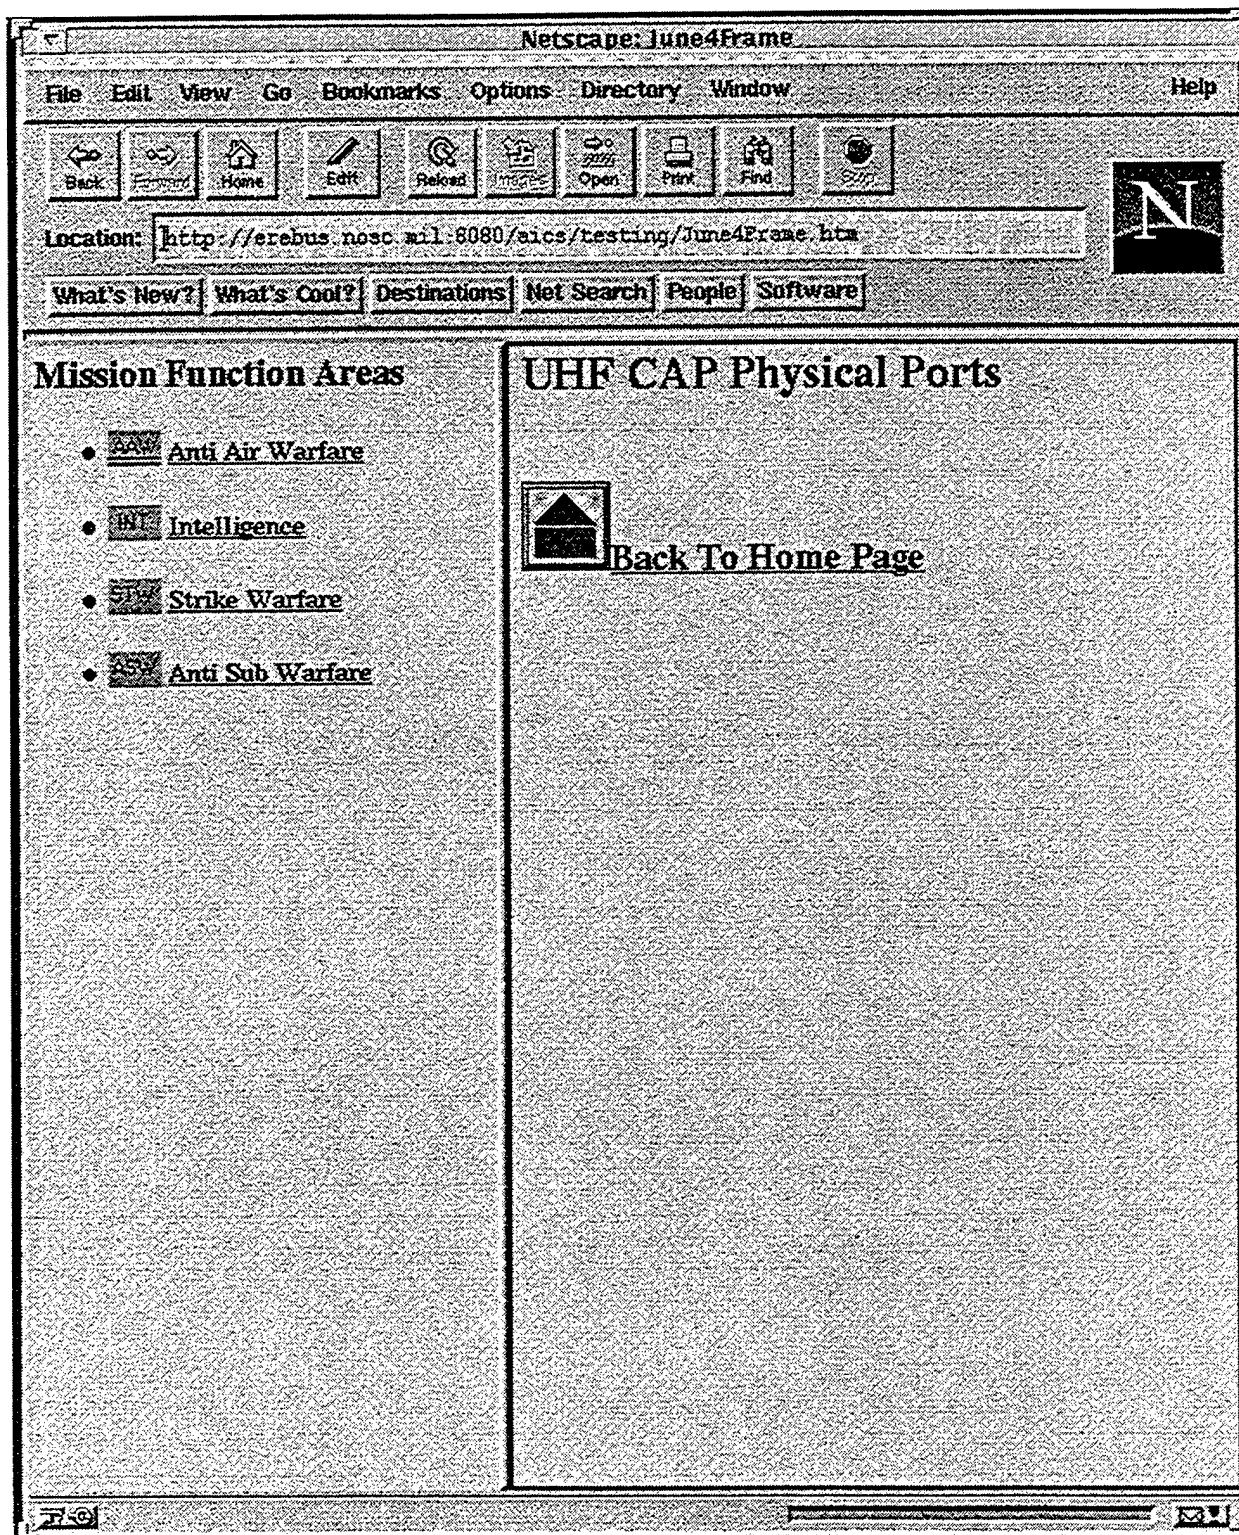 Netscape: June4Frame
File Edit View Go Bookmarks Options Directory Window Help
Back Forward Home Edit Reload Images Open Print Find Stop
N
Location: http://erebus.nosc.mil:8080/aics/testing/June4Frame.htm
What's New? What's Cool? Destinations Net Search People Software
Mission Function Areas
AAW Anti Air Warfare
INT Intelligence
STW Strike Warfare
ASW Anti Sub Warfare
UHF CAP Physical Ports
Back To Home Page